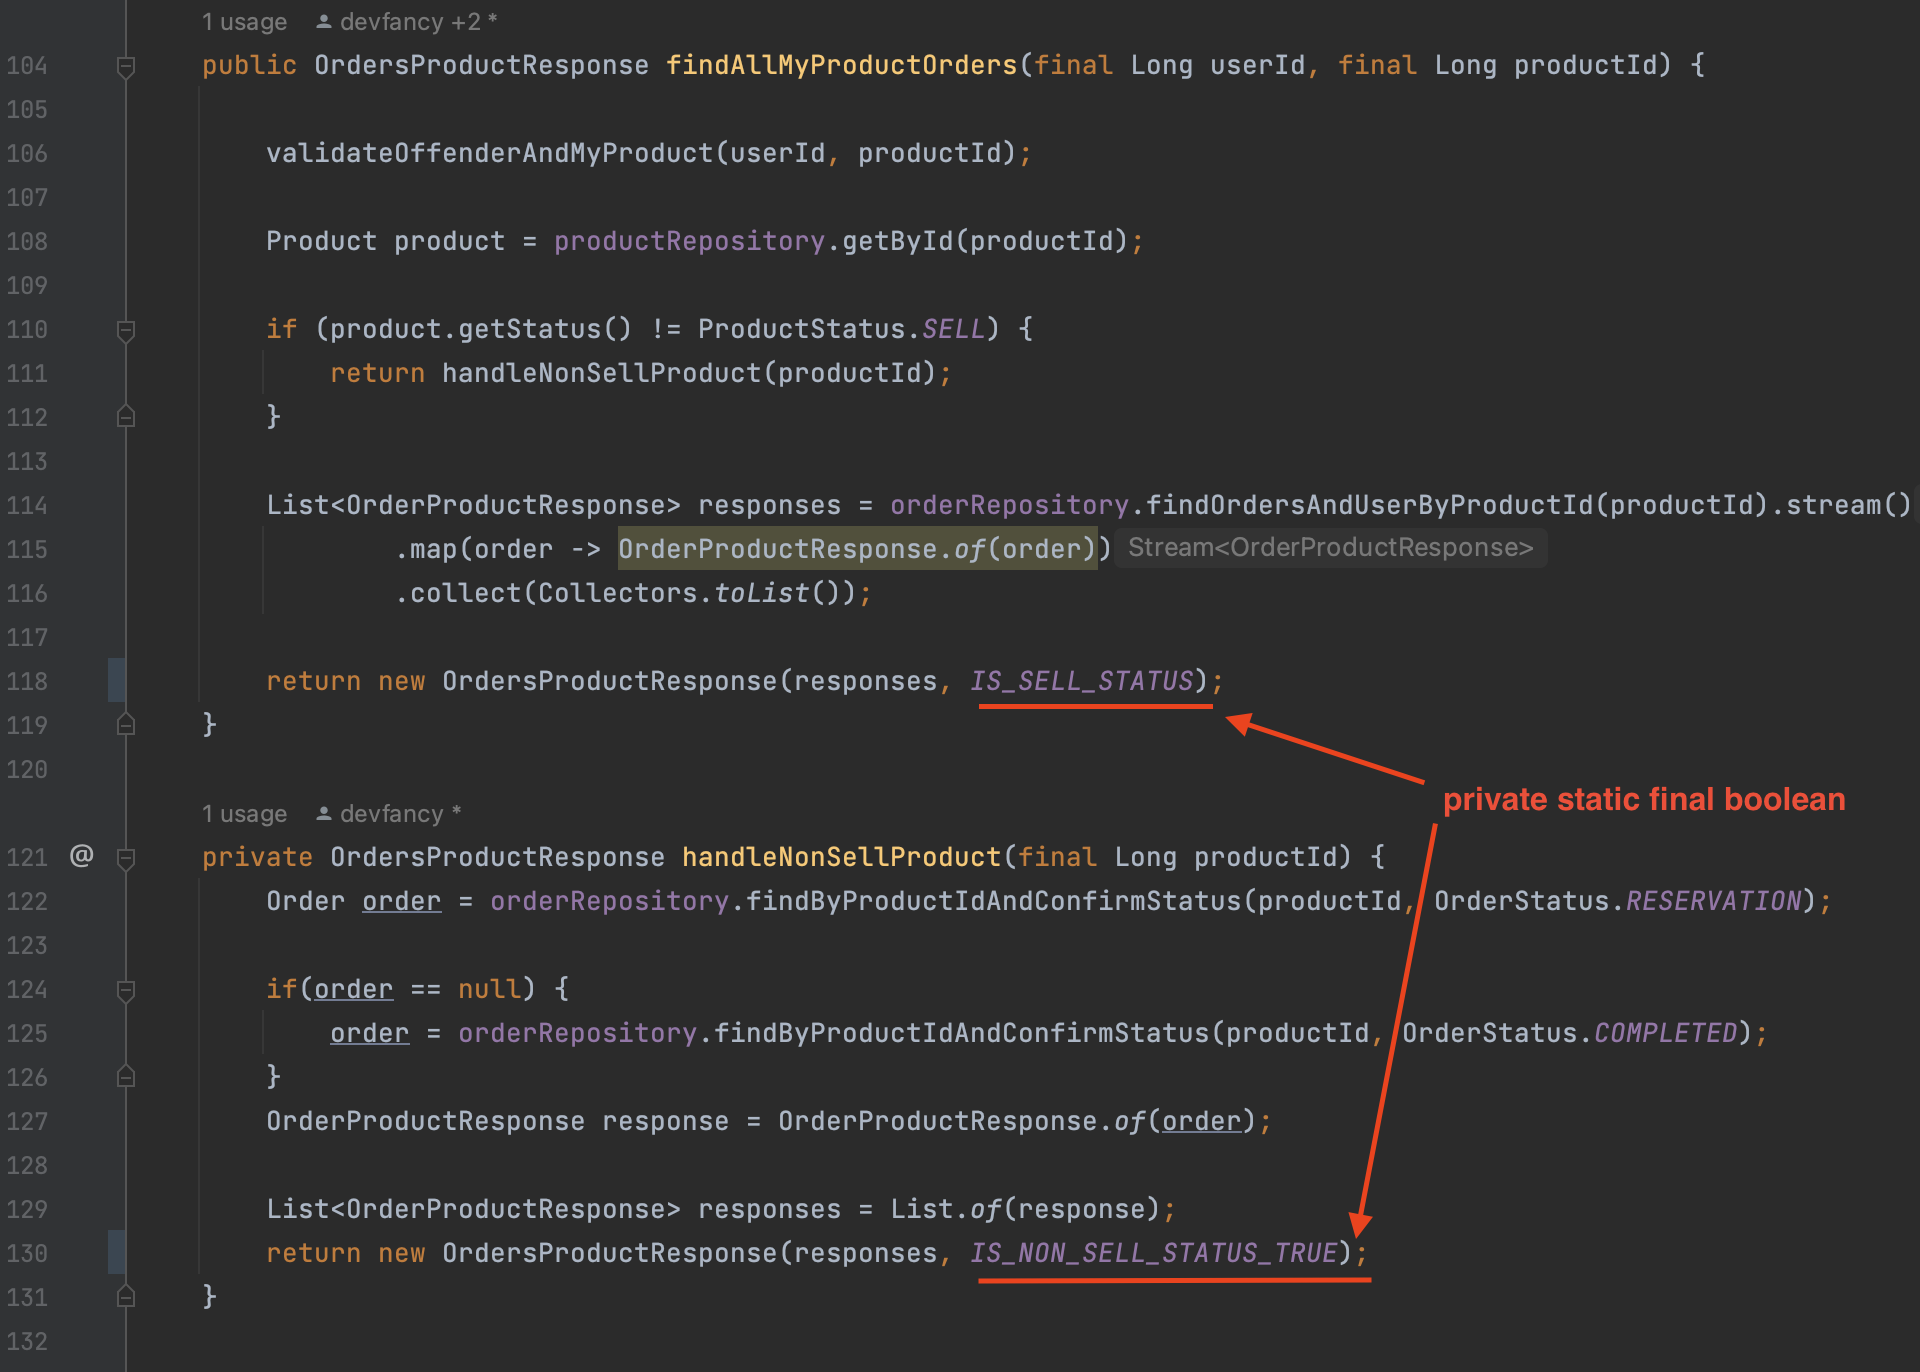 1 usage devfancy +2 *
104 public OrdersProductResponse findAllMyProductOrders(final Long userId, final Long productId) {
105
106 validateOffenderAndMyProduct(userId, productId);
107
108 Product product = productRepository.getById(productId);
109
110 if (product.getStatus() != ProductStatus.SELL) {
111 return handleNonSellProduct(productId);
112 }
113
114 List<OrderProductResponse> responses = orderRepository.findOrdersAndUserByProductId(productId).stream()
115 .map(order -> OrderProductResponse.of(order)) Stream<OrderProductResponse>
116 .collect(Collectors.toList());
117
118 return new OrdersProductResponse(responses, IS_SELL_STATUS);
119 }
120
private static final boolean
1 usage devfancy *
121 @ private OrdersProductResponse handleNonSellProduct(final Long productId) {
122 Order order = orderRepository.findByProductIdAndConfirmStatus(productId, OrderStatus.RESERVATION);
123
124 if(order == null) {
125 order = orderRepository.findByProductIdAndConfirmStatus(productId, OrderStatus.COMPLETED);
126 }
127 OrderProductResponse response = OrderProductResponse.of(order);
128
129 List<OrderProductResponse> responses = List.of(response);
130 return new OrdersProductResponse(responses, IS_NON_SELL_STATUS_TRUE);
131 }
132